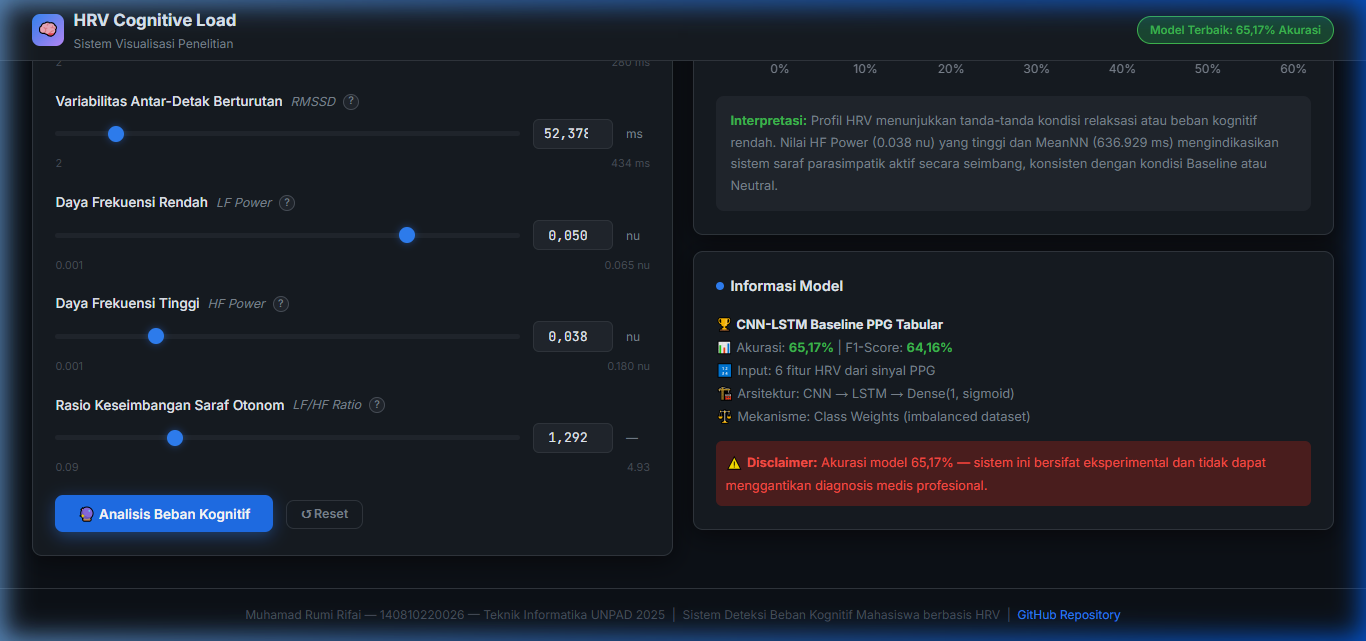 HRV Cognitive Load
Sistem Visualisasi Penelitian
Model Terbaik: 65,17% Akurasi
2
280 ms
Variabilitas Antar-Detak Berturutan RMSSD ?
52,378 ms
2
434 ms
Daya Frekuensi Rendah LF Power ?
0,050 nu
0.001
0.065 nu
Daya Frekuensi Tinggi HF Power ?
0,038 nu
0.001
0.180 nu
Rasio Keseimbangan Saraf Otonom LF/HF Ratio ?
1,292 —
0.09
4.93
Analisis Beban Kognitif
↺ Reset
0% 10% 20% 30% 40% 50% 60%
Interpretasi: Profil HRV menunjukkan tanda-tanda kondisi relaksasi atau beban kognitif
rendah. Nilai HF Power (0.038 nu) yang tinggi dan MeanNN (636.929 ms) mengindikasikan
sistem saraf parasimpatik aktif secara seimbang, konsisten dengan kondisi Baseline atau
Neutral.
Informasi Model
CNN-LSTM Baseline PPG Tabular
Akurasi: 65,17% | F1-Score: 64,16%
Input: 6 fitur HRV dari sinyal PPG
Arsitektur: CNN → LSTM → Dense(1, sigmoid)
Mekanisme: Class Weights (imbalanced dataset)
Disclaimer: Akurasi model 65,17% — sistem ini bersifat eksperimental dan tidak dapat
menggantikan diagnosis medis profesional.
Muhamad Rumi Rifai — 140810220026 — Teknik Informatika UNPAD 2025 | Sistem Deteksi Beban Kognitif Mahasiswa berbasis HRV | GitHub Repository